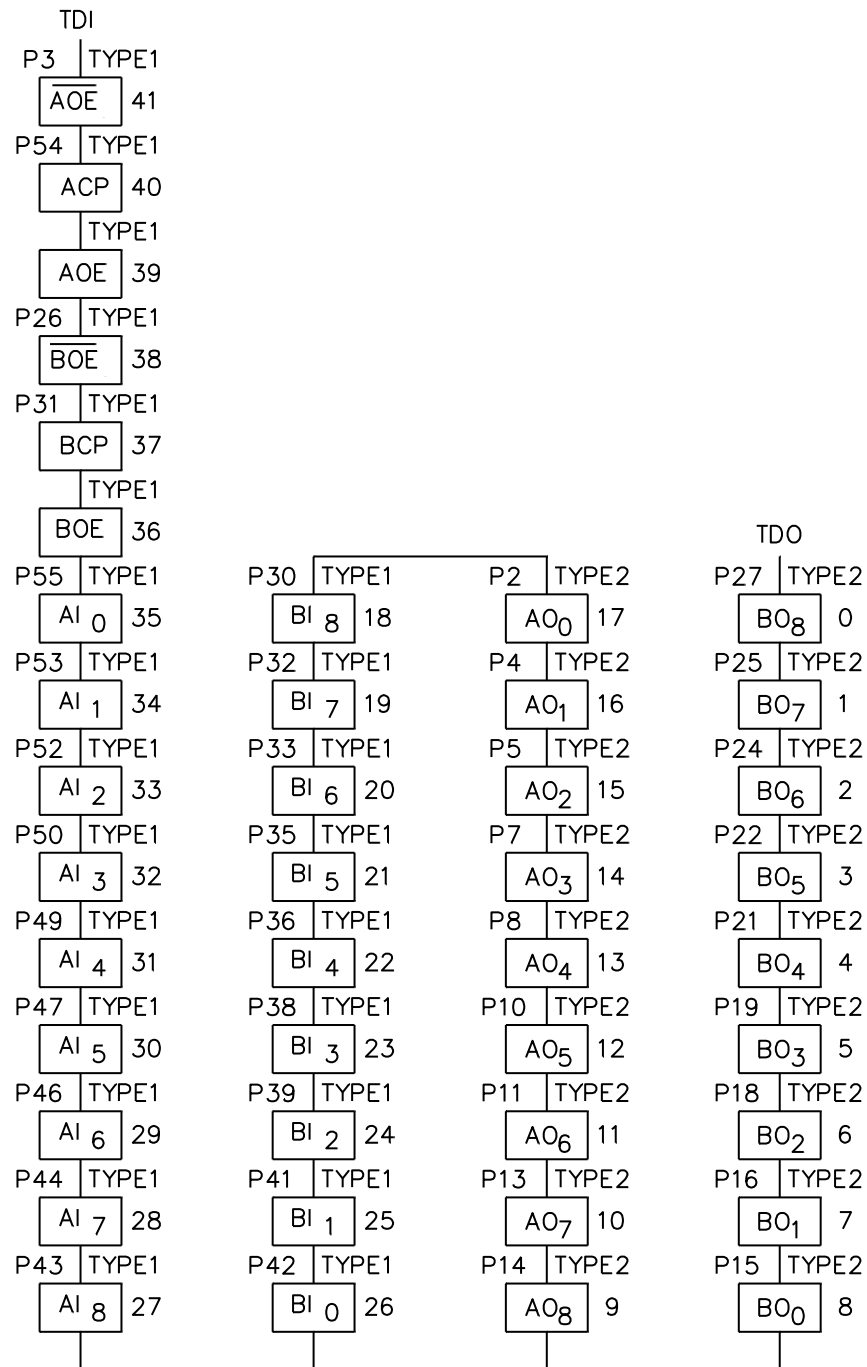 TDI
P3 TYPE1
A̅O̅E̅ 41
P54 TYPE1
ACP 40
TYPE1
AOE 39
P26 TYPE1
B̅O̅E̅ 38
P31 TYPE1
BCP 37
TYPE1
BOE 36
P55 TYPE1
AI 0 35
P53 TYPE1
AI 1 34
P52 TYPE1
AI 2 33
P50 TYPE1
AI 3 32
P49 TYPE1
AI 4 31
P47 TYPE1
AI 5 30
P46 TYPE1
AI 6 29
P44 TYPE1
AI 7 28
P43 TYPE1
AI 8 27
P30 TYPE1
BI 8 18
P32 TYPE1
BI 7 19
P33 TYPE1
BI 6 20
P35 TYPE1
BI 5 21
P36 TYPE1
BI 4 22
P38 TYPE1
BI 3 23
P39 TYPE1
BI 2 24
P41 TYPE1
BI 1 25
P42 TYPE1
BI 0 26
P2 TYPE2
AO0 17
P4 TYPE2
AO1 16
P5 TYPE2
AO2 15
P7 TYPE2
AO3 14
P8 TYPE2
AO4 13
P10 TYPE2
AO5 12
P11 TYPE2
AO6 11
P13 TYPE2
AO7 10
P14 TYPE2
AO8 9
TDO
P27 TYPE2
BO8 0
P25 TYPE2
BO7 1
P24 TYPE2
BO6 2
P22 TYPE2
BO5 3
P21 TYPE2
BO4 4
P19 TYPE2
BO3 5
P18 TYPE2
BO2 6
P16 TYPE2
BO1 7
P15 TYPE2
BO0 8